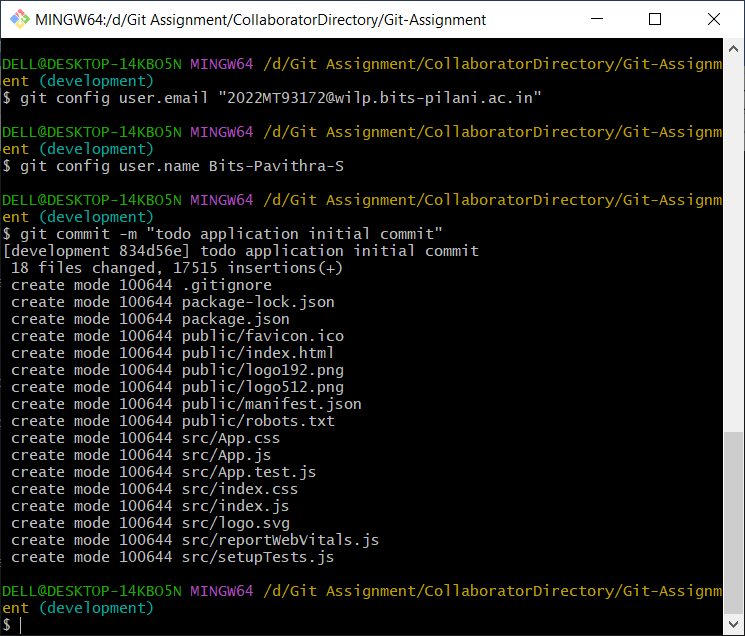 MINGW64:/d/Git Assignment/CollaboratorDirectory/Git-Assignment
DELL@DESKTOP-14KBO5N MINGW64 /d/Git Assignment/CollaboratorDirectory/Git-Assignm
ent (development)
$ git config user.email "2022MT93172@wilp.bits-pilani.ac.in"
DELL@DESKTOP-14KBO5N MINGW64 /d/Git Assignment/CollaboratorDirectory/Git-Assignm
ent (development)
$ git config user.name Bits-Pavithra-S
DELL@DESKTOP-14KBO5N MINGW64 /d/Git Assignment/CollaboratorDirectory/Git-Assignm
ent (development)
$ git commit -m "todo application initial commit"
[development 834d56e] todo application initial commit
 18 files changed, 17515 insertions(+)
 create mode 100644 .gitignore
 create mode 100644 package-lock.json
 create mode 100644 package.json
 create mode 100644 public/favicon.ico
 create mode 100644 public/index.html
 create mode 100644 public/logo192.png
 create mode 100644 public/logo512.png
 create mode 100644 public/manifest.json
 create mode 100644 public/robots.txt
 create mode 100644 src/App.css
 create mode 100644 src/App.js
 create mode 100644 src/App.test.js
 create mode 100644 src/index.css
 create mode 100644 src/index.js
 create mode 100644 src/logo.svg
 create mode 100644 src/reportWebVitals.js
 create mode 100644 src/setupTests.js
DELL@DESKTOP-14KBO5N MINGW64 /d/Git Assignment/CollaboratorDirectory/Git-Assignm
ent (development)
$